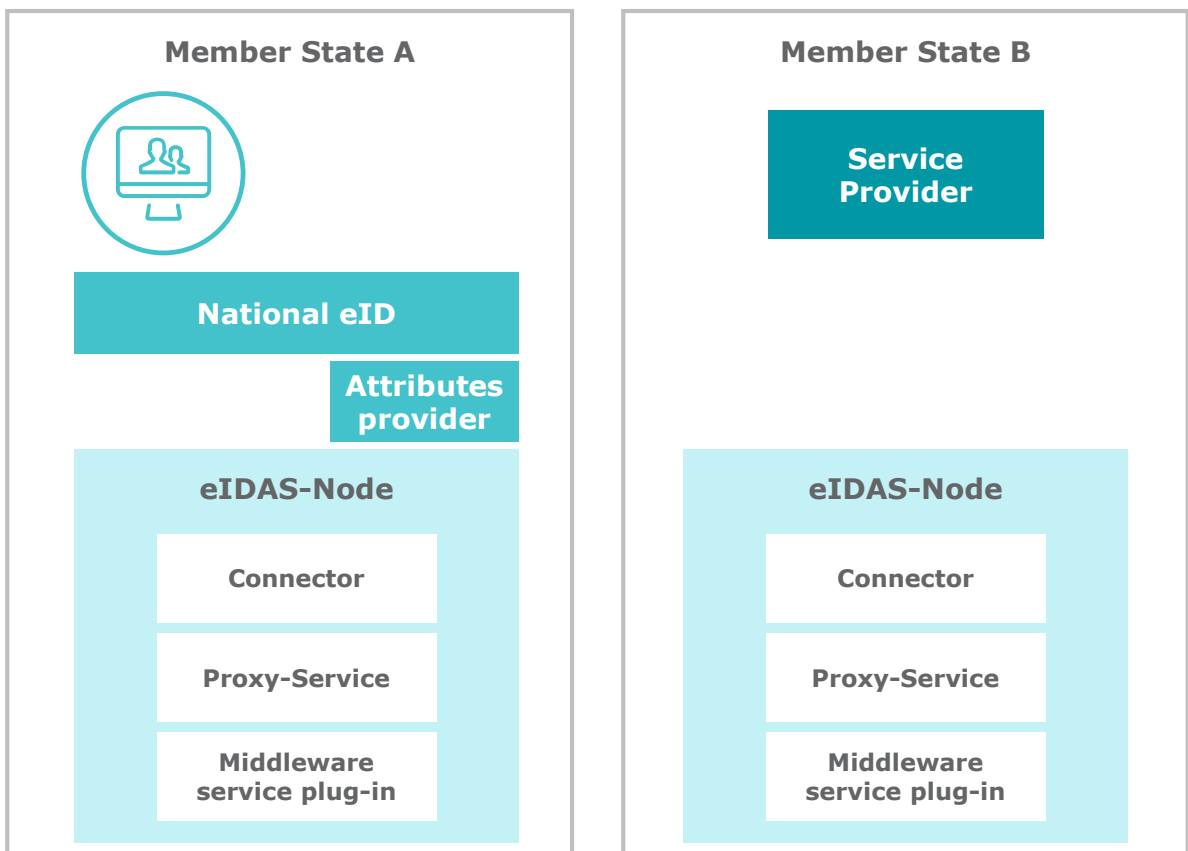 Member State A
National eID
Attributes
provider
eIDAS-Node
Connector
Proxy-Service
Middleware
service plug-in
Member State B
Service
Provider
eIDAS-Node
Connector
Proxy-Service
Middleware
service plug-in